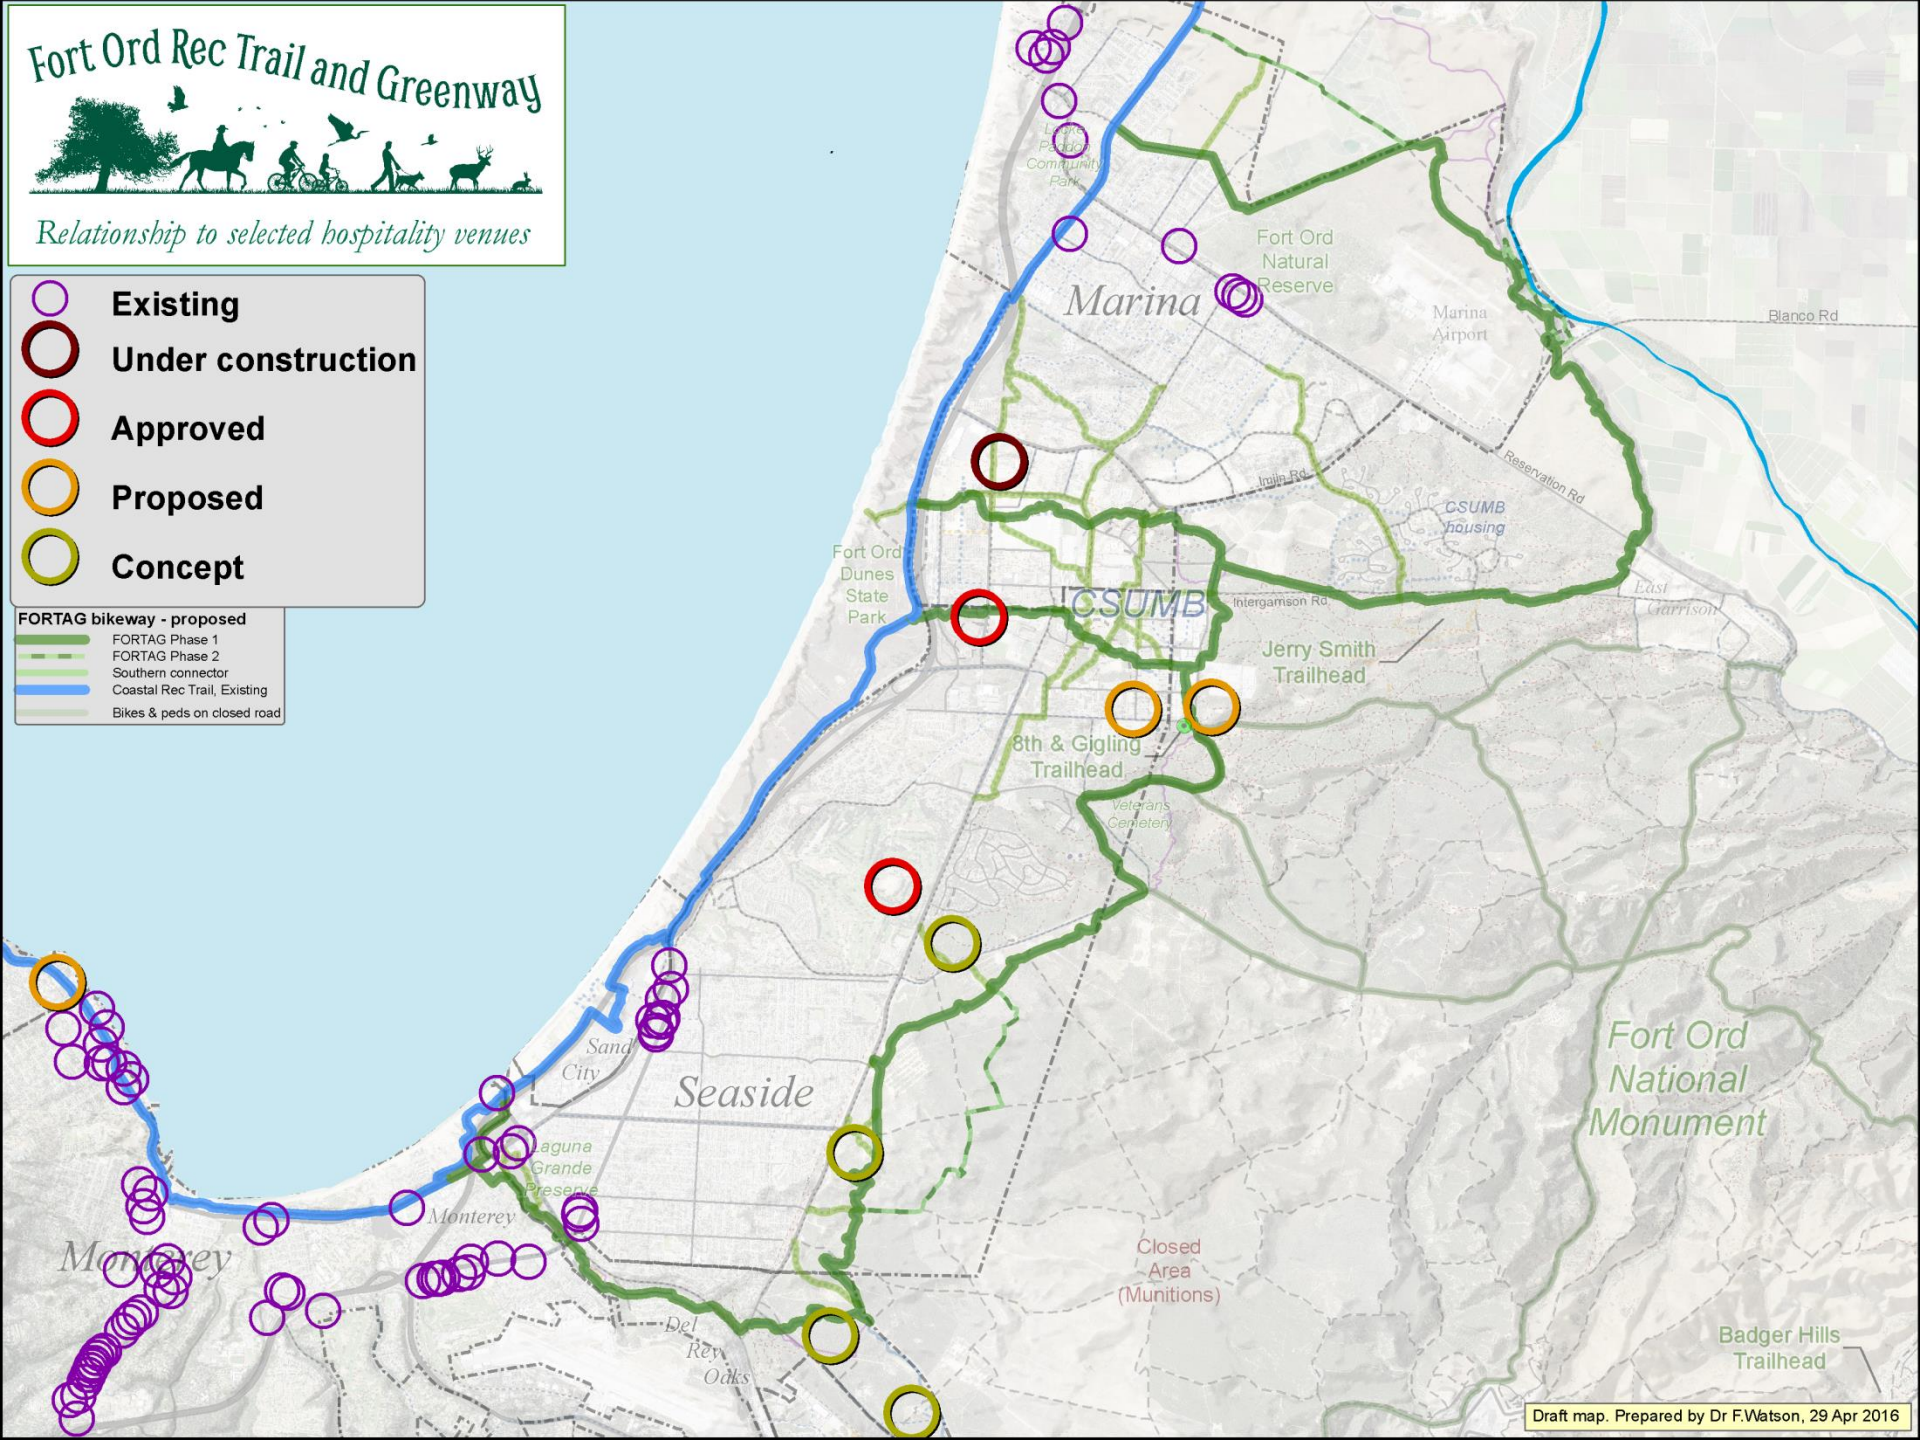 Fort Ord Rec Trail and Greenway
Relationship to selected hospitality venues
Existing
Under construction
Approved
Proposed
Concept
FORTAG bikeway - proposed
FORTAG Phase 1
FORTAG Phase 2
Southern connector
Coastal Rec Trail, Existing
Bikes & peds on closed road
Locke
Paddon
Community
Park
Marina
Fort Ord
Natural
Reserve
Marina
Airport
Blanco Rd
Reservation Rd
Imjin Rd
CSUMB
housing
Fort Ord
Dunes
State
Park
CSUMB
Intergarrison Rd
East
Garrison
Jerry Smith
Trailhead
8th & Gigling
Trailhead
Veterans
Cemetery
Fort Ord
National
Monument
Sand
City
Seaside
Laguna
Grande
Preserve
Monterey
Monterey
Closed
Area
(Munitions)
Del
Rey
Oaks
Badger Hills
Trailhead
Draft map. Prepared by Dr F.Watson, 29 Apr 2016